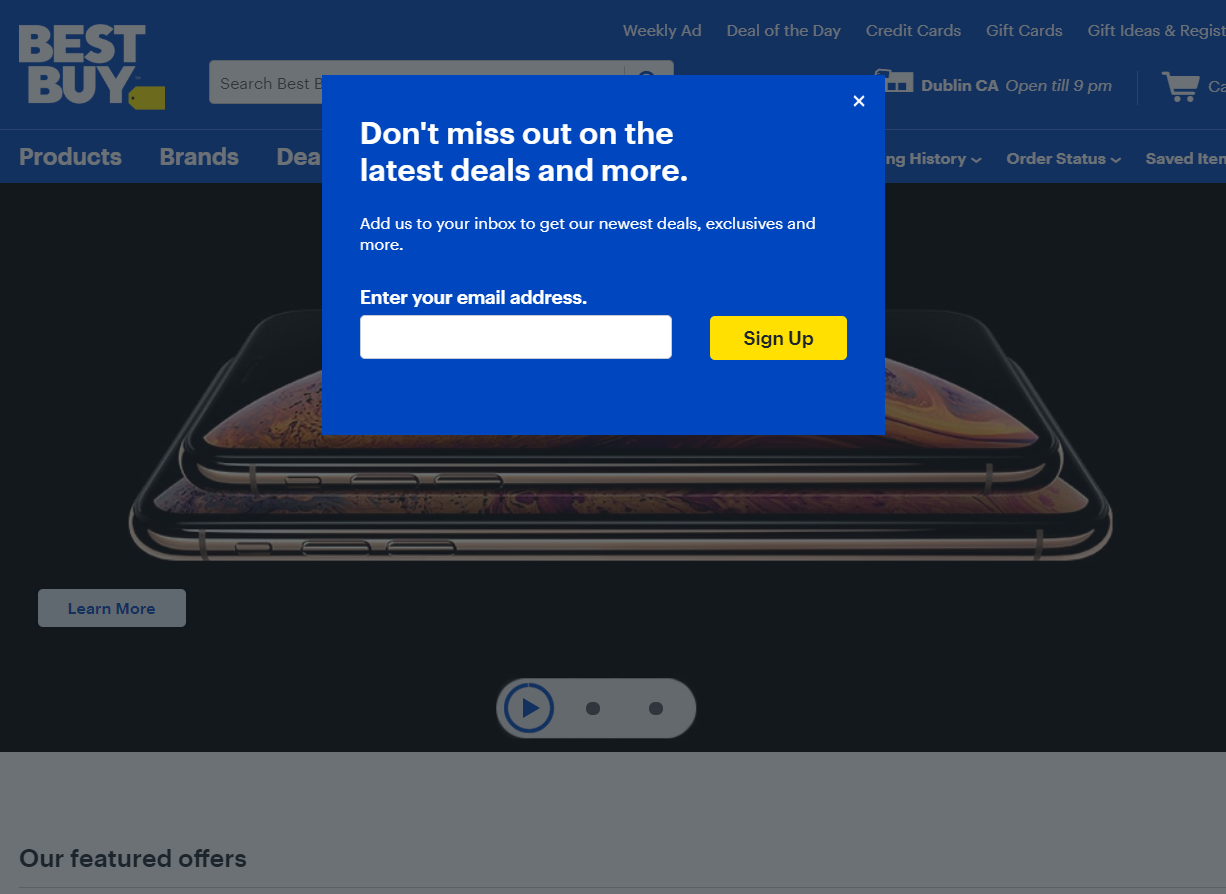 BEST
BUY
Weekly Ad
Deal of the Day
Credit Cards
Gift Cards
Gift Ideas & Regist
Search Best B
Dublin CA Open till 9 pm
Ca
Products
Brands
Dea
ng History
Order Status
Saved Iten
×
Don't miss out on the
latest deals and more.
Add us to your inbox to get our newest deals, exclusives and
more.
Enter your email address.
Sign Up
Learn More
Our featured offers